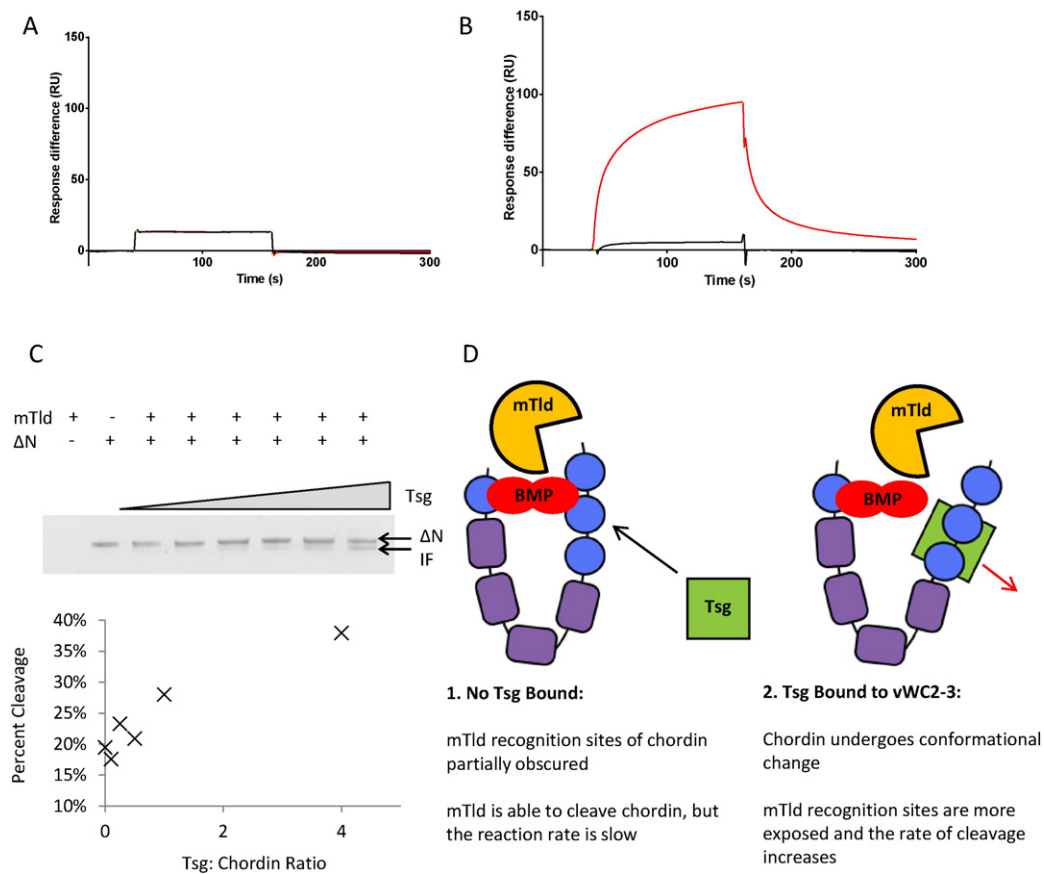 A
150
100
50
0
Response difference (RU)
100
200
300
Time (s)
B
150
100
50
0
Response difference (RU)
100
200
300
Time (s)
C
mTld + - + + + + + +
ΔN - + + + + + + +
Tsg
ΔN
IF
40%
35%
30%
25%
20%
15%
10%
Percent Cleavage
0
2
4
Tsg: Chordin Ratio
D
mTld
BMP
Tsg
mTld
BMP
1. No Tsg Bound:
mTld recognition sites of chordin
partially obscured
mTld is able to cleave chordin, but
the reaction rate is slow
2. Tsg Bound to vWC2-3:
Chordin undergoes conformational
change
mTld recognition sites are more
exposed and the rate of cleavage
increases